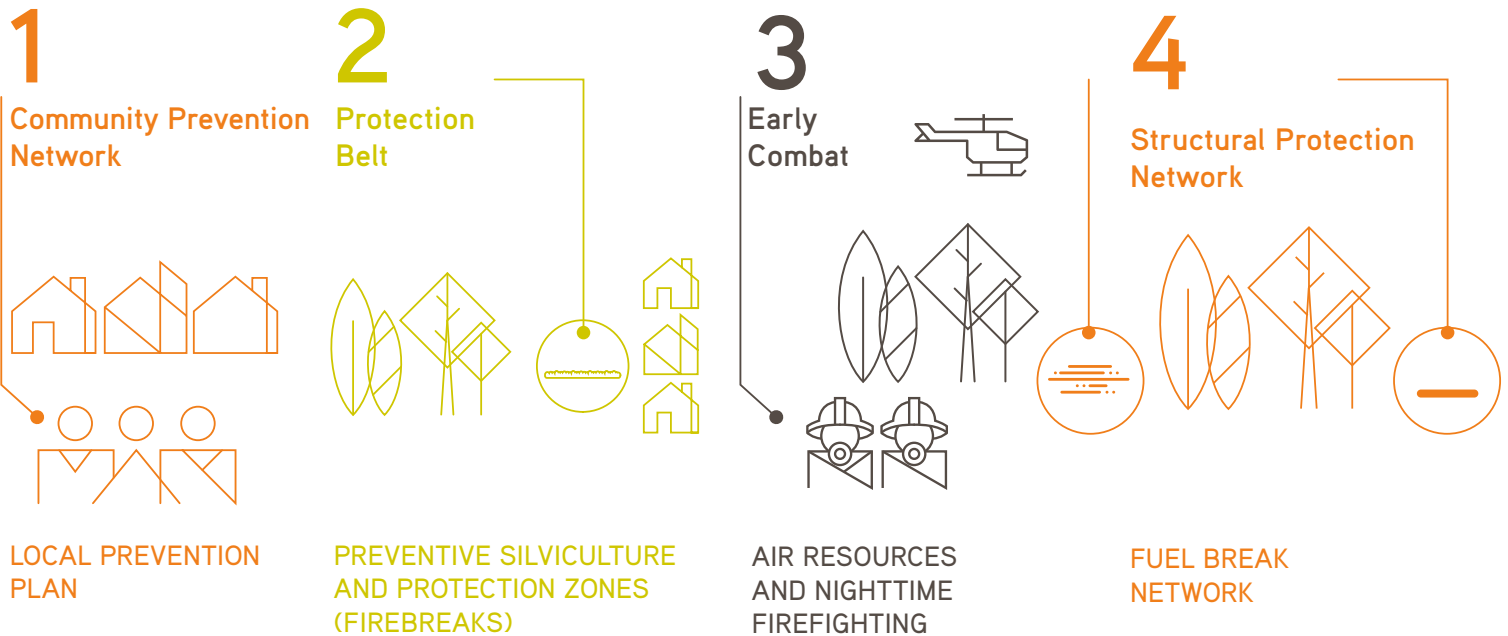 1
Community Prevention
Network
LOCAL PREVENTION
PLAN
2
Protection
Belt
PREVENTIVE SILVICULTURE
AND PROTECTION ZONES
(FIREBREAKS)
3
Early
Combat
AIR RESOURCES
AND NIGHTTIME
FIREFIGHTING
4
Structural Protection
Network
FUEL BREAK
NETWORK